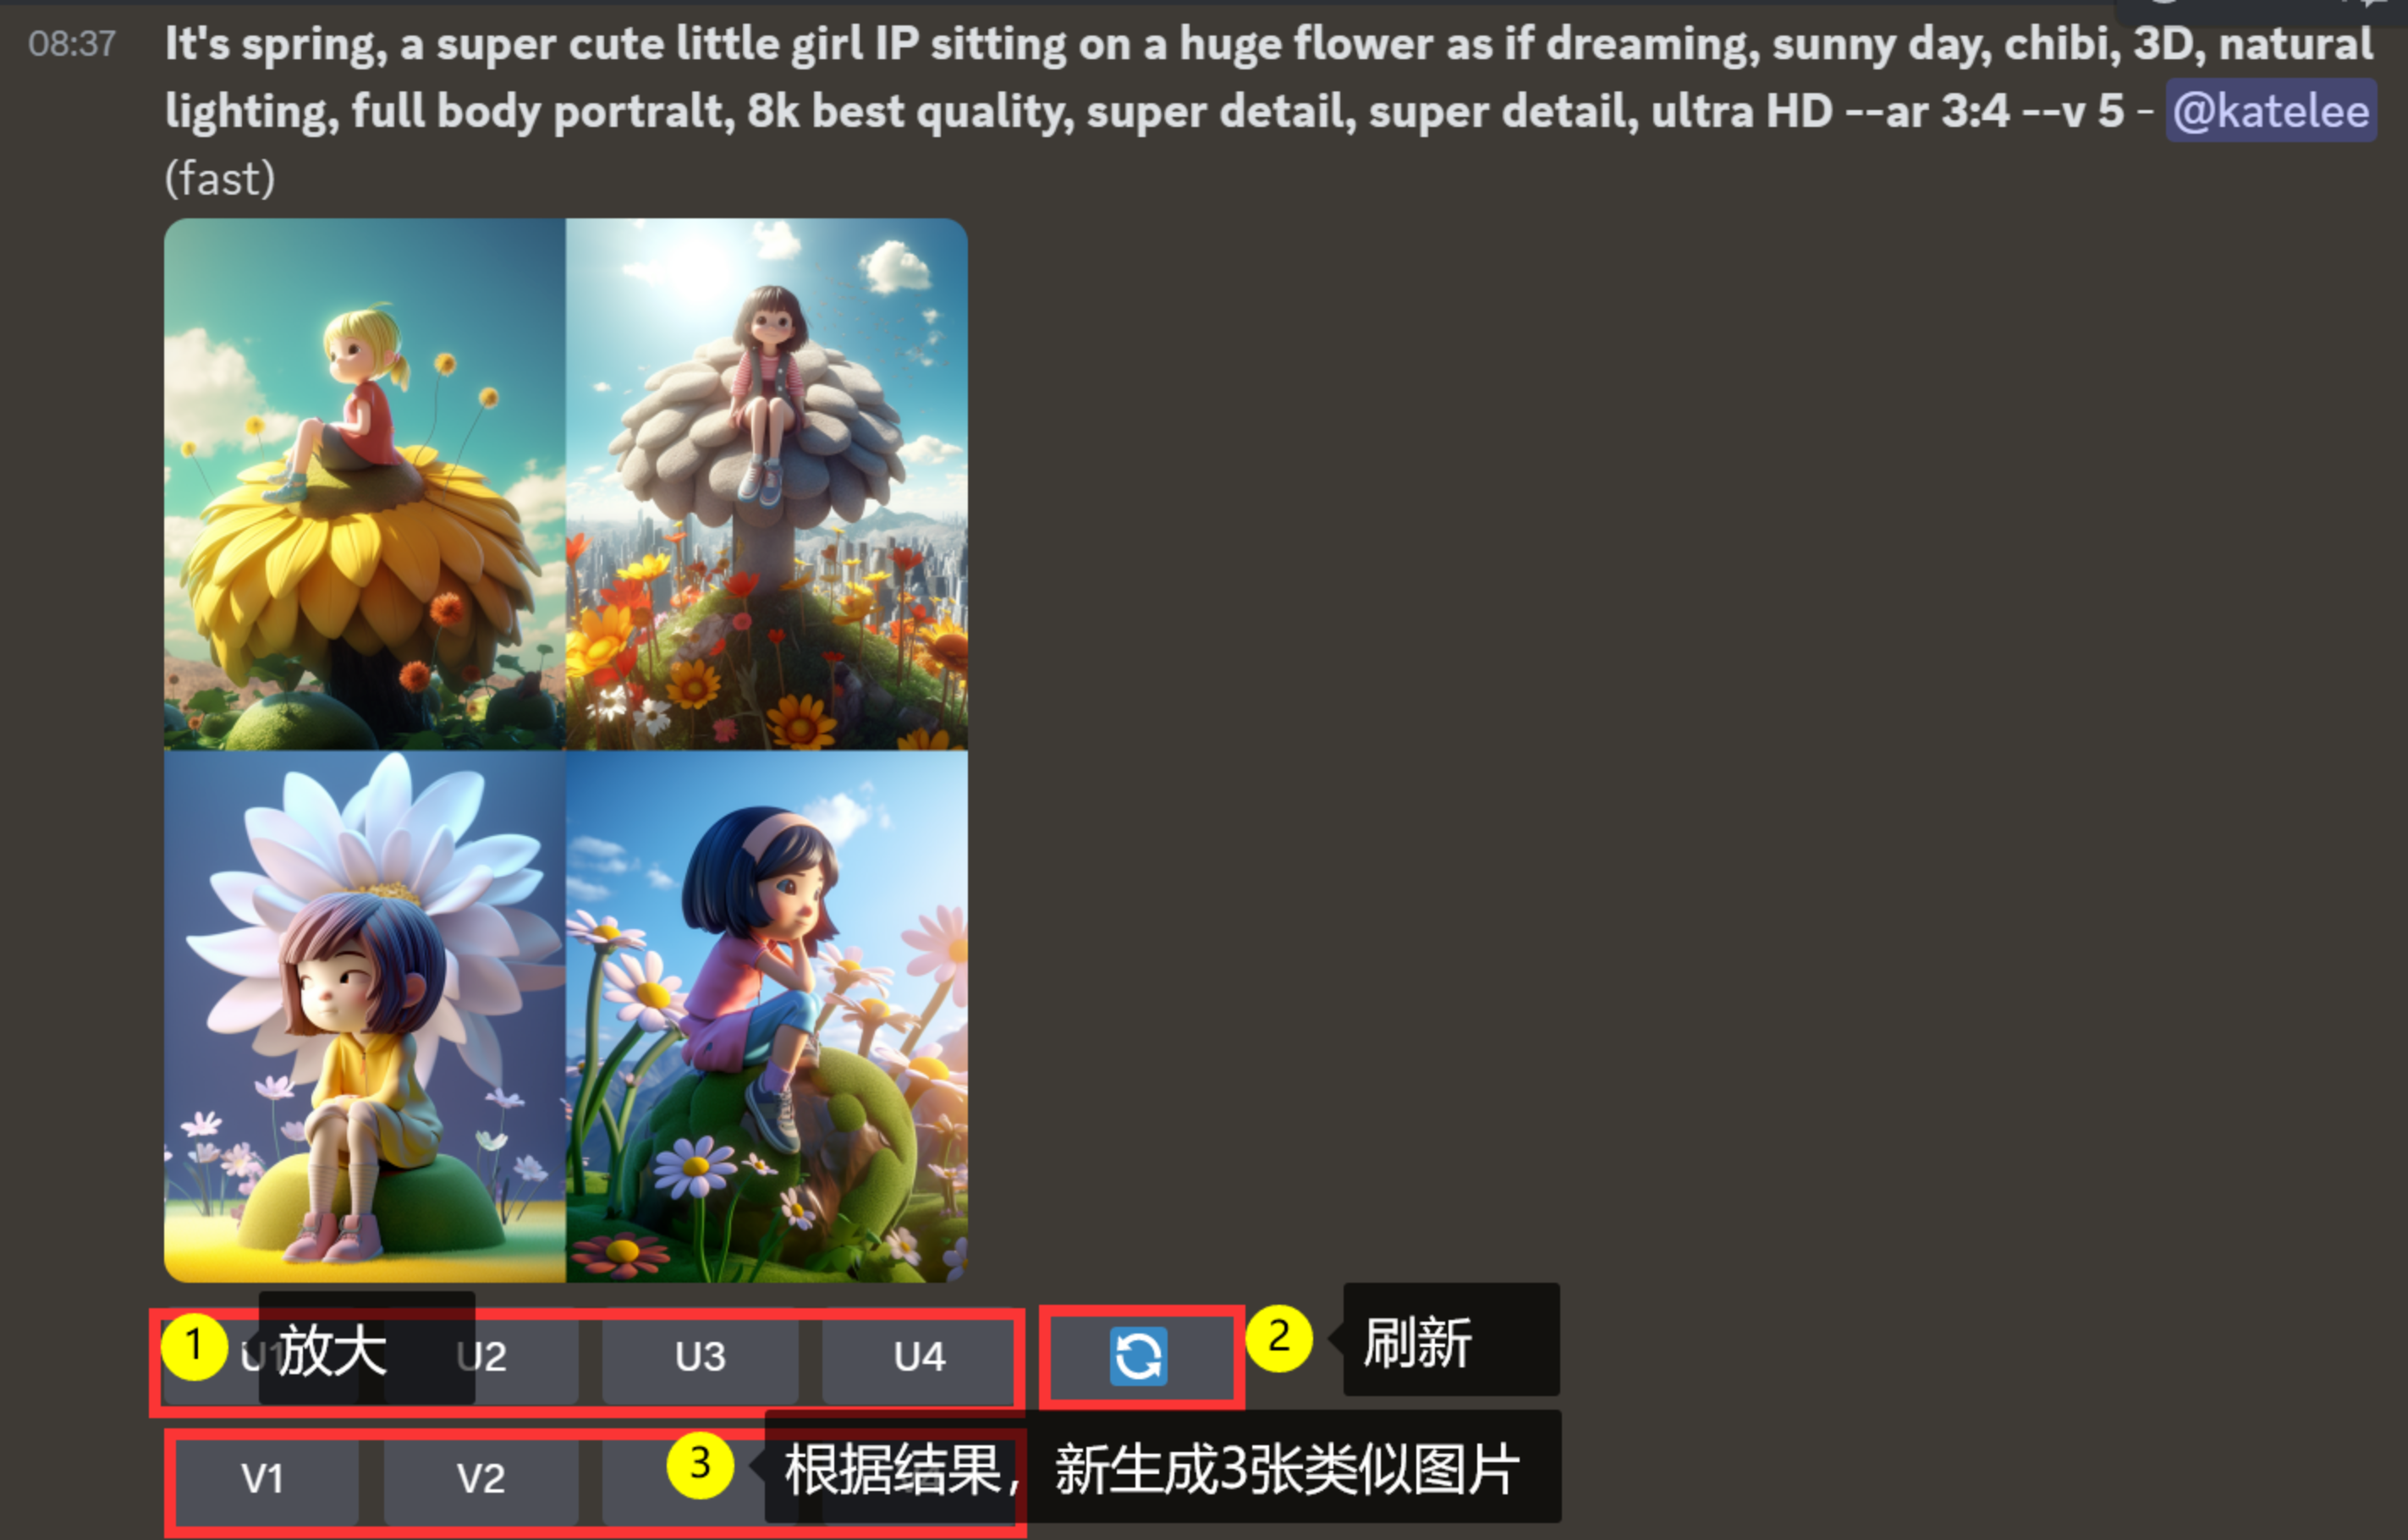 08:37 It's spring, a super cute little girl IP sitting on a huge flower as if dreaming, sunny day, chibi, 3D, natural
lighting, full body portralt, 8k best quality, super detail, super detail, ultra HD --ar 3:4 --v 5 - @katelee
(fast)
1 U1 放大 U2 U3 U4 2 刷新
V1 V2 3 根据结果，新生成3张类似图片